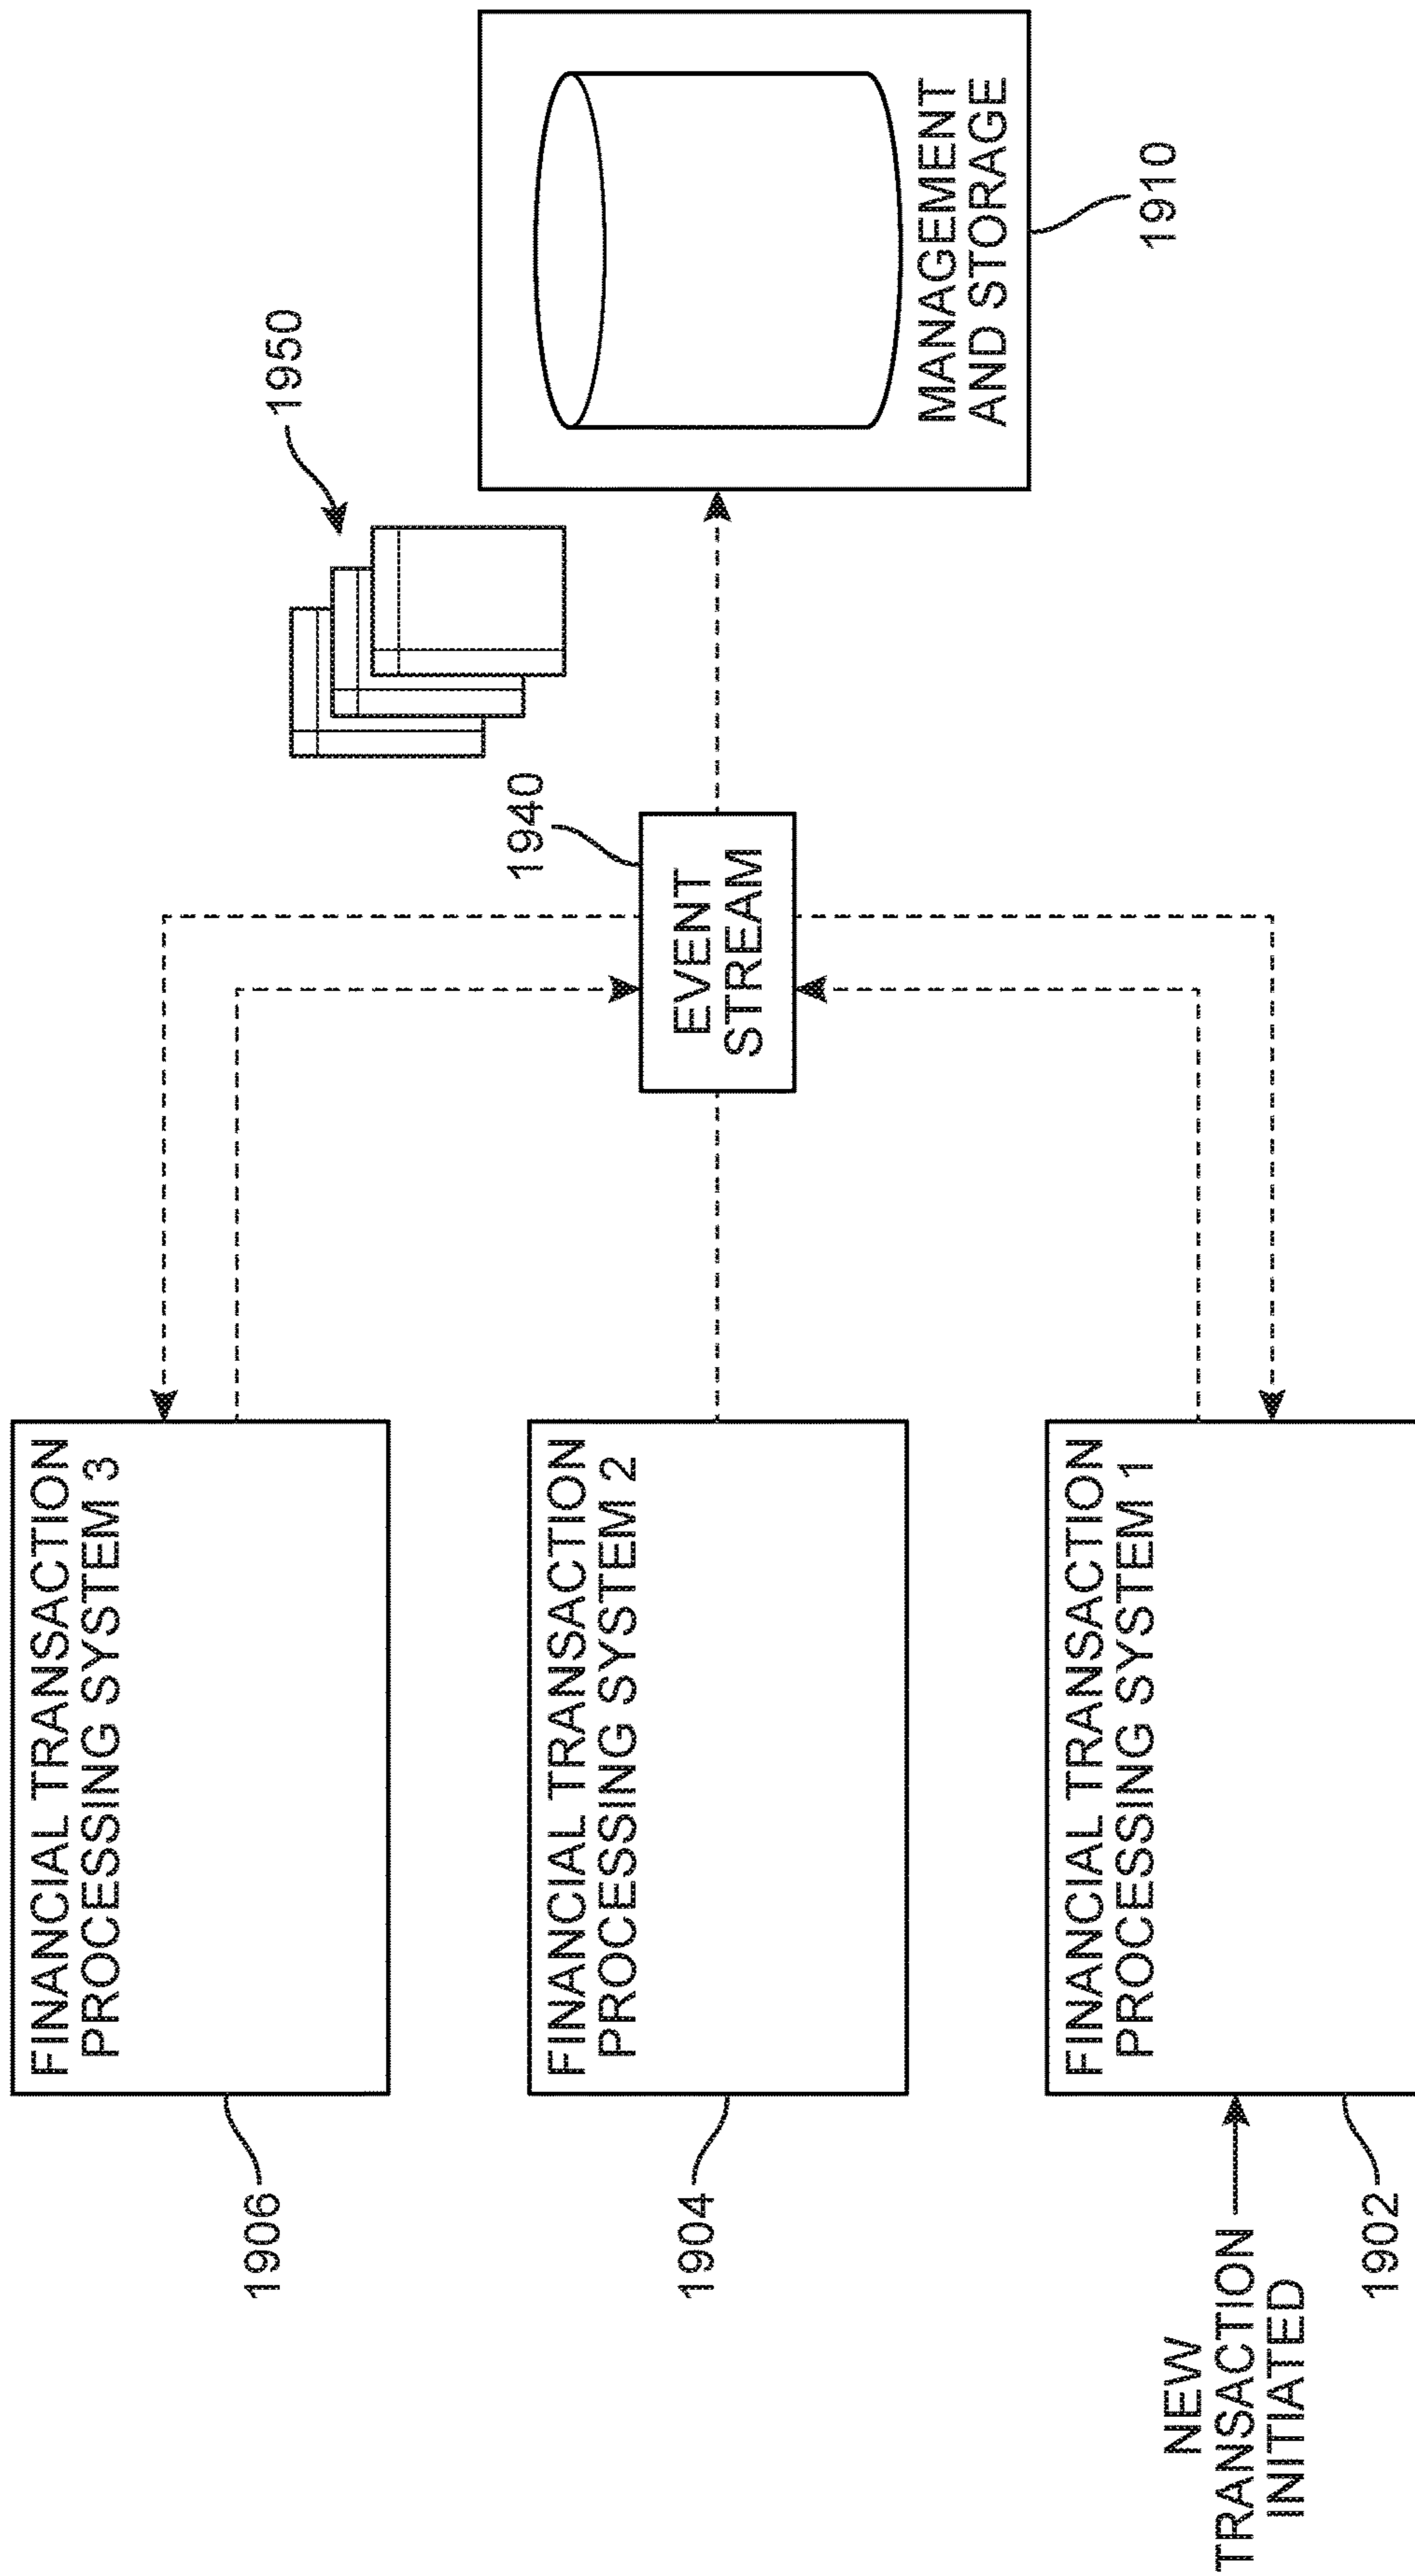 FINANCIAL TRANSACTION
PROCESSING SYSTEM 3
1906
FINANCIAL TRANSACTION
PROCESSING SYSTEM 2
1904
FINANCIAL TRANSACTION
PROCESSING SYSTEM 1
1902
NEW
TRANSACTION
INITIATED
EVENT
STREAM
1940
1950
MANAGEMENT
AND STORAGE
1910